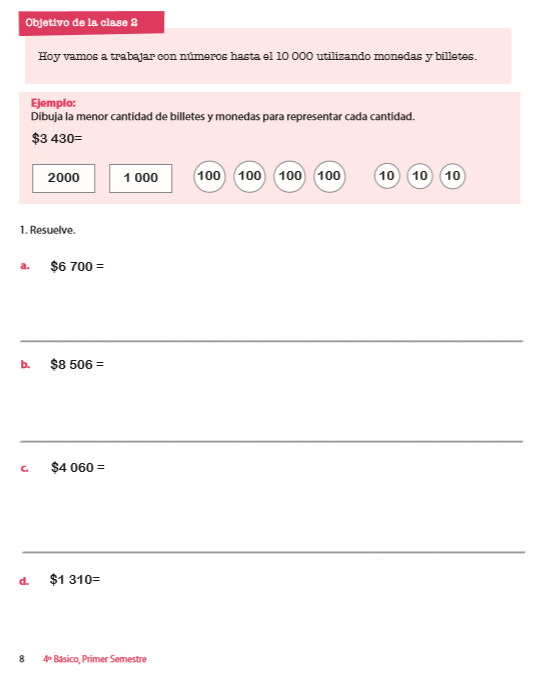 Objetivo de la clase 2
Hoy vamos a trabajar con números hasta el 10 000 utilizando monedas y billetes.
Ejemplo:
Dibuja la menor cantidad de billetes y monedas para representar cada cantidad.
$3 430=
2000 1 000 100 100 100 100 10 10 10
1. Resuelve.
a. $6 700 =
b. $8 506 =
c. $4 060 =
d. $1 310=
8 4º Básico, Primer Semestre